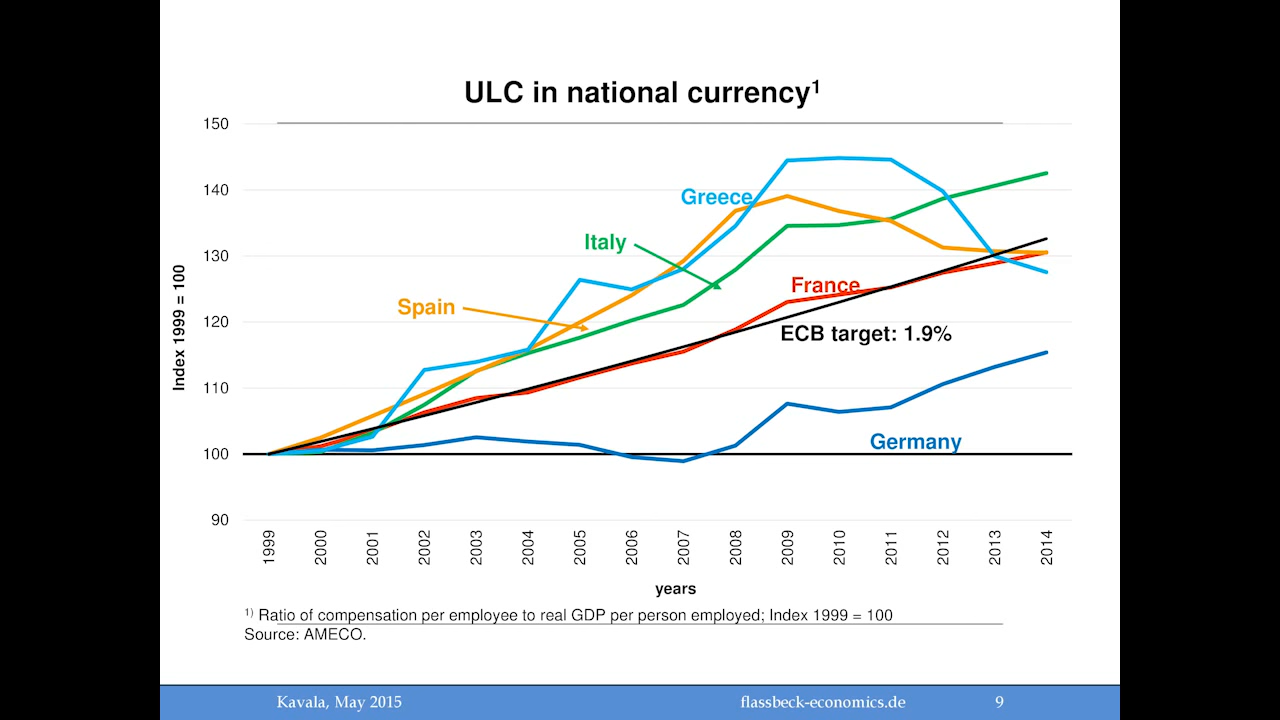 ULC in national currency¹
150
140
130
120
110
100
90
Index 1999 = 100
Greece
Italy
Spain
France
ECB target: 1.9%
Germany
1999
2000
2001
2002
2003
2004
2005
2006
2007
2008
2009
2010
2011
2012
2013
2014
years
¹⁾ Ratio of compensation per employee to real GDP per person employed; Index 1999 = 100
Source: AMECO.
Kavala, May 2015
flassbeck-economics.de
9